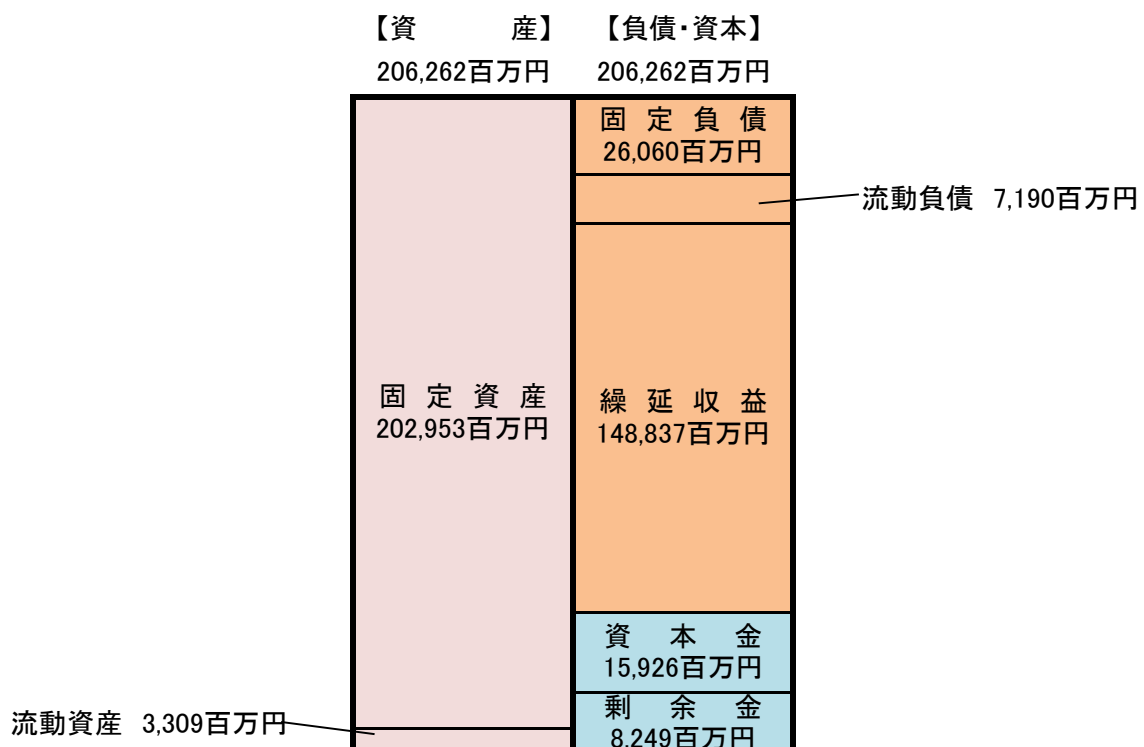 【資　産】
206,262百万円
【負債・資本】
206,262百万円
固定負債
26,060百万円
流動負債 7,190百万円
固定資産
202,953百万円
繰延収益
148,837百万円
資本金
15,926百万円
剰余金
8,249百万円
流動資産 3,309百万円